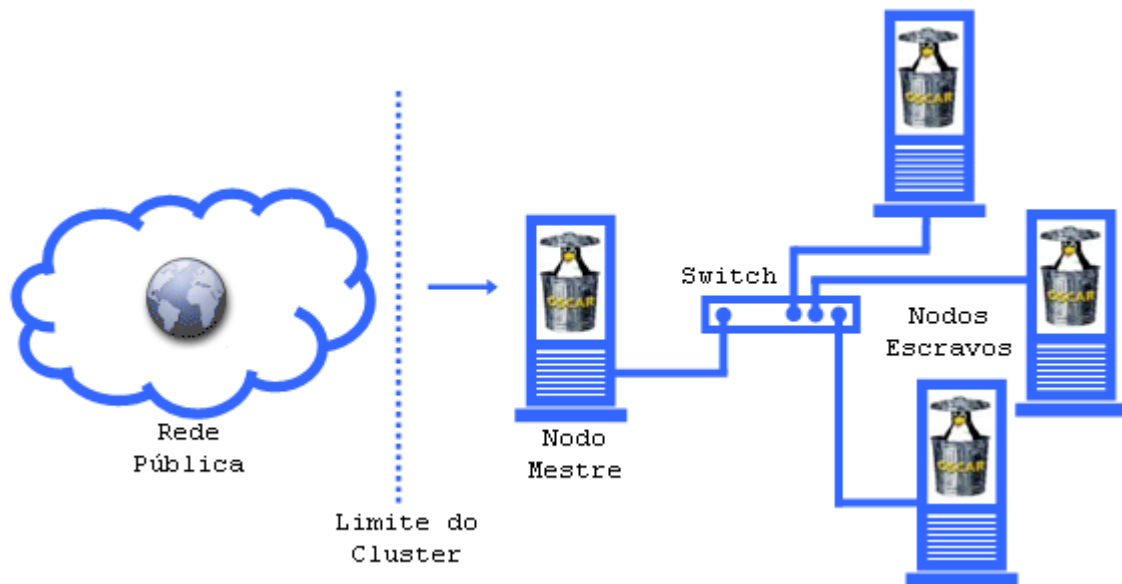 OSCAR
Switch
OSCAR
OSCAR
Nodos
Escravos
OSCAR
Rede
Pública
Nodo
Mestre
Limite do
Cluster